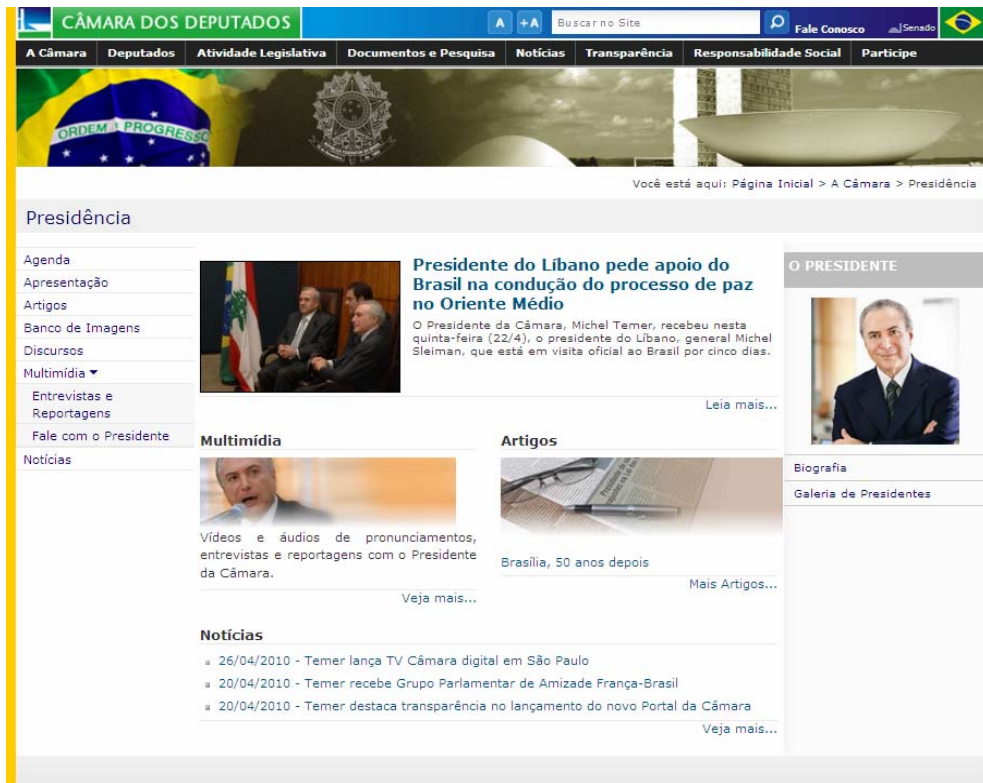 CÂMARA DOS DEPUTADOS
A +A Buscar no Site Fale Conosco Senado
A Câmara Deputados Atividade Legislativa Documentos e Pesquisa Notícias Transparência Responsabilidade Social Participe
ORDEM E PROGRESSO
Você está aqui: Página Inicial > A Câmara > Presidência
Presidência
Agenda
Apresentação
Artigos
Banco de Imagens
Discursos
Multimídia
Entrevistas e
Reportagens
Fale com o Presidente
Notícias
Presidente do Líbano pede apoio do
Brasil na condução do processo de paz
no Oriente Médio
O Presidente da Câmara, Michel Temer, recebeu nesta
quinta-feira (22/4), o presidente do Líbano, general Michel
Sleiman, que está em visita oficial ao Brasil por cinco dias.
Leia mais...
Multimídia
Vídeos e áudios de pronunciamentos,
entrevistas e reportagens com o Presidente
da Câmara.
Veja mais...
Artigos
Brasília, 50 anos depois
Mais Artigos...
Notícias
26/04/2010 - Temer lança TV Câmara digital em São Paulo
20/04/2010 - Temer recebe Grupo Parlamentar de Amizade França-Brasil
20/04/2010 - Temer destaca transparência no lançamento do novo Portal da Câmara
Veja mais...
O PRESIDENTE
Biografia
Galeria de Presidentes